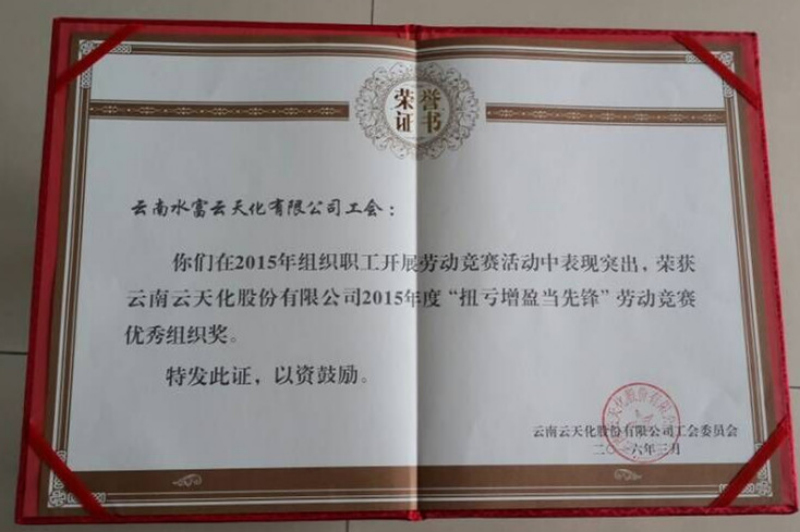 荣誉
证书
云南水富云天化有限公司工会：
你们在2015年组织职工开展劳动竞赛活动中表现突出，荣获
云南云天化股份有限公司2015年度“扭亏增盈当先锋”劳动竞赛
优秀组织奖。
特发此证，以资鼓励。
云南云天化股份有限公司工会委员会
二〇一六年三月